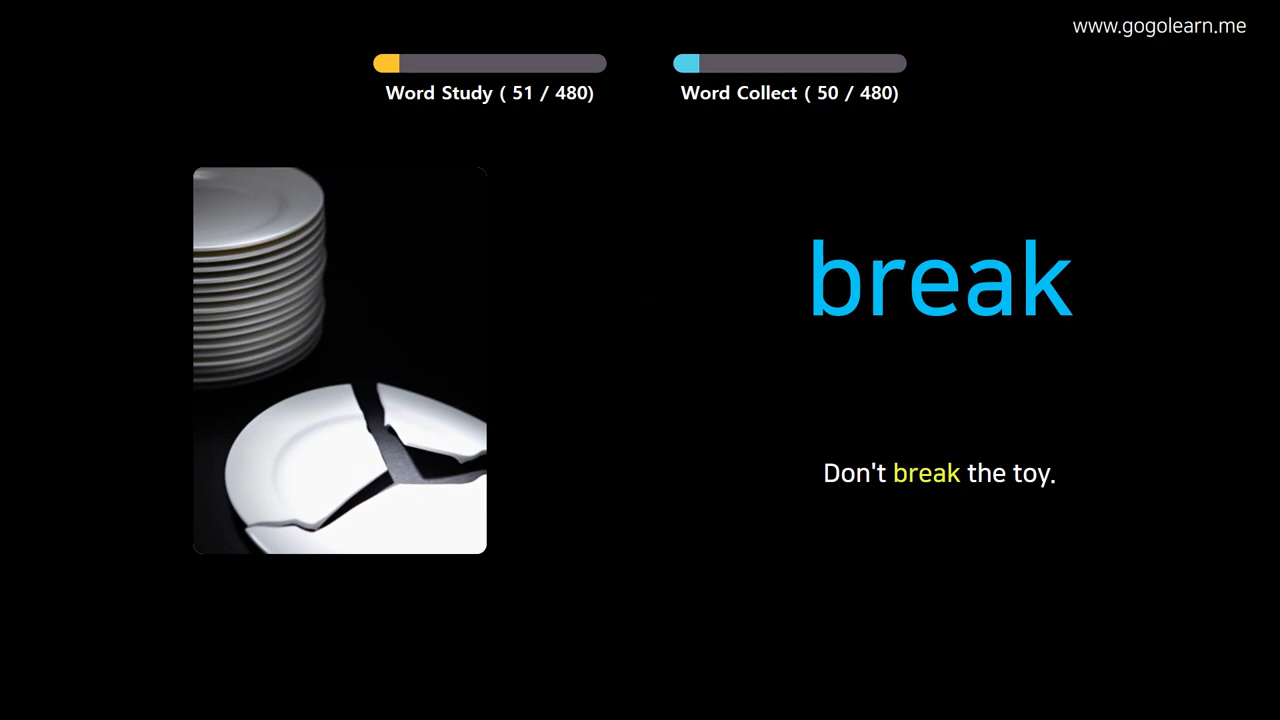 www.gogolearn.me
Word Study ( 51 / 480)
Word Collect ( 50 / 480)
break
Don't break the toy.